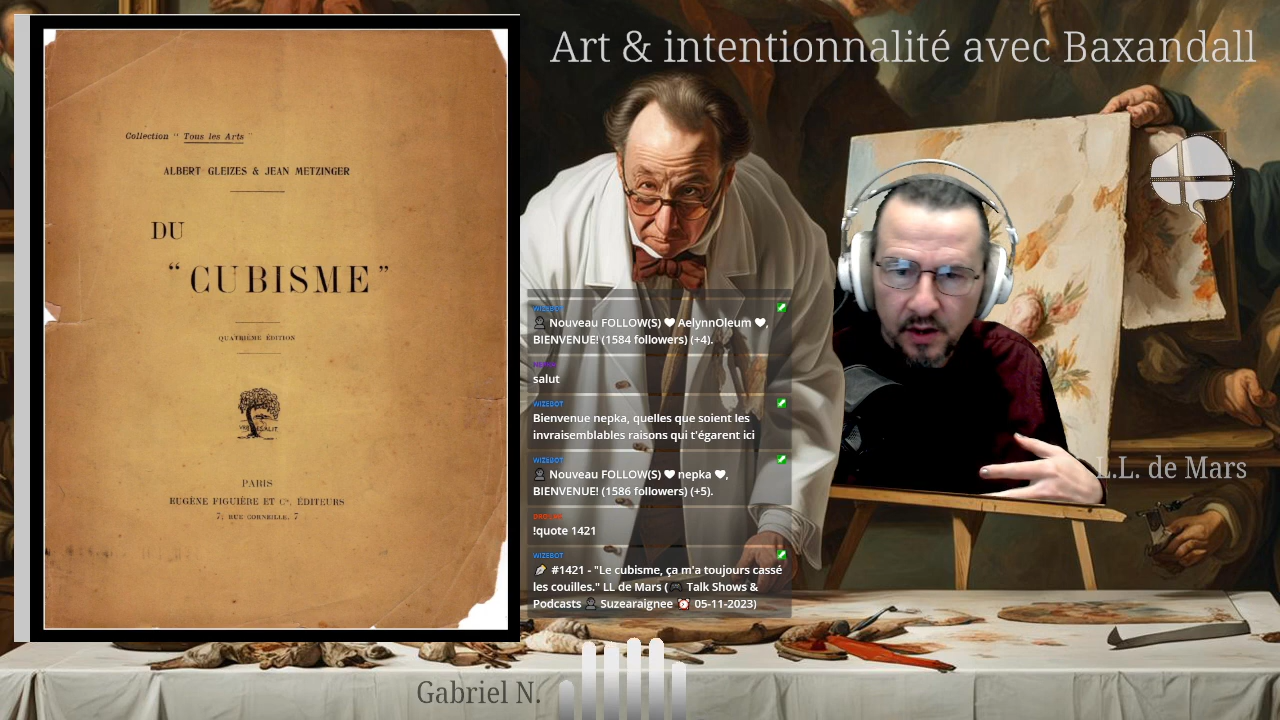 Art & intentionnalité avec Baxandall
Collection " Tous les Arts "
ALBERT GLEIZES & JEAN METZINGER
DU
“ CUBISME ”
QUATRIÈME ÉDITION
PARIS
EUGÈNE FIGUIÈRE ET Cie, ÉDITEURS
7, RUE CORNEILLE, 7
WIZEBOT
Nouveau FOLLOW(S) AelynnOleum ,
BIENVENUE! (1584 followers) (+4).
salut
WIZEBOT
Bienvenue nepka, quelles que soient les
invraisemblables raisons qui t'égarent ici
WIZEBOT
Nouveau FOLLOW(S) nepka ,
BIENVENUE! (1586 followers) (+5).
!quote 1421
WIZEBOT
#1421 - "Le cubisme, ça m'a toujours cassé
les couilles." LL de Mars ( Talk Shows &
Podcasts Suzearaignee 05-11-2023)
L.L. de Mars
Gabriel N.